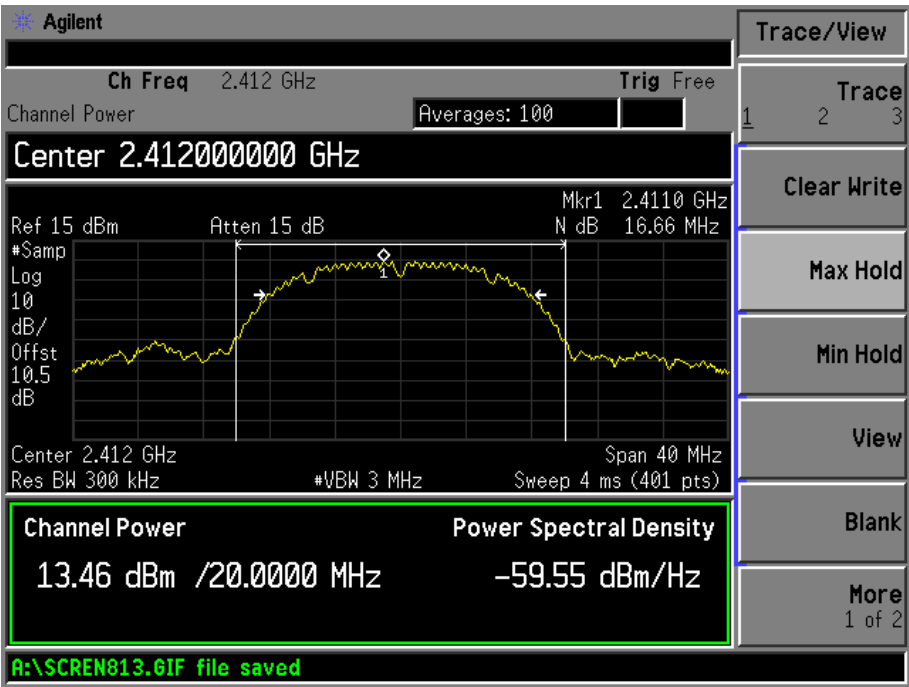 Agilent
Ch Freq 2.412 GHz Trig Free
Channel Power Averages: 100
Center 2.412000000 GHz
Mkr1 2.4110 GHz
Ref 15 dBm Atten 15 dB N dB 16.66 MHz
#Samp
Log
10
dB/
Offst
10.5
dB
1
Center 2.412 GHz Span 40 MHz
Res BW 300 kHz #VBW 3 MHz Sweep 4 ms (401 pts)
Channel Power Power Spectral Density
13.46 dBm /20.0000 MHz -59.55 dBm/Hz
A:\SCREN813.GIF file saved
Trace/View
Trace
1 2 3
Clear Write
Max Hold
Min Hold
View
Blank
More
1 of 2